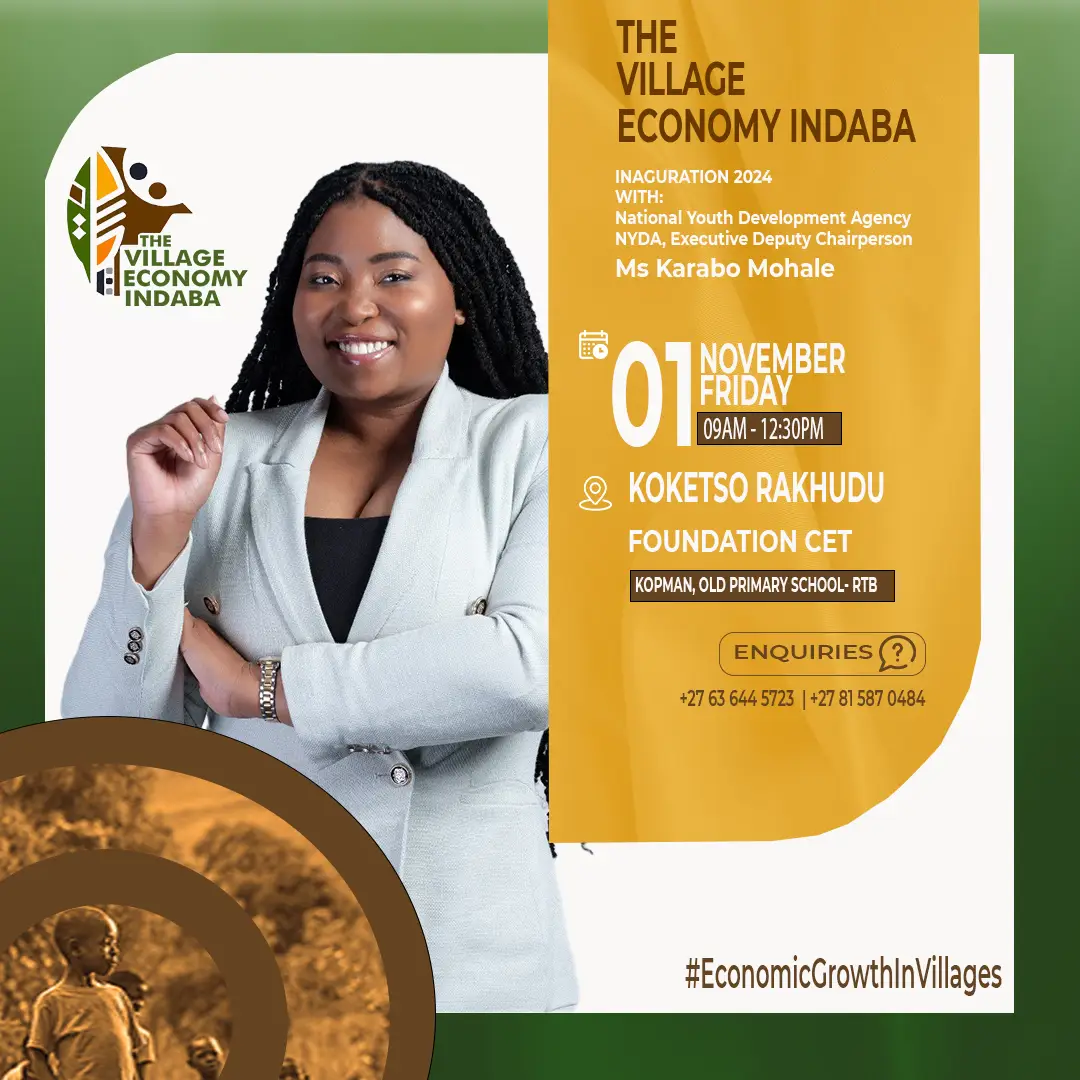 THE
VILLAGE
ECONOMY INDABA
INAGURATION 2024
WITH:
National Youth Development Agency
NYDA, Executive Deputy Chairperson
Ms Karabo Mohale
THE
VILLAGE
ECONOMY
INDABA
01
NOVEMBER
FRIDAY
09AM - 12:30PM
KOKETSO RAKHUDU
FOUNDATION CET
KOPMAN, OLD PRIMARY SCHOOL- RTB
ENQUIRIES ?
+27 63 644 5723 | +27 81 587 0484
#EconomicGrowthInVillages